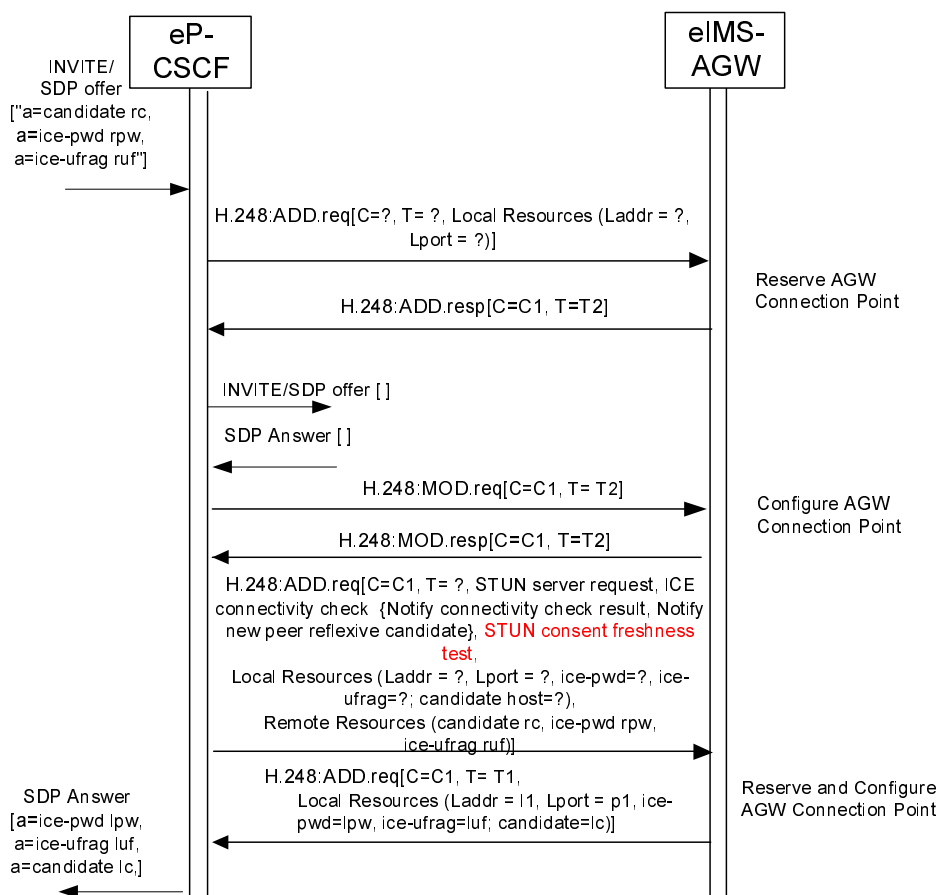 eP-
CSCF
eIMS-
AGW
INVITE/
SDP offer
["a=candidate rc,
a=ice-pwd rpw,
a=ice-ufrag ruf"]
H.248:ADD.req[C=?, T= ?, Local Resources (Laddr = ?,
Lport = ?)]
Reserve AGW
Connection Point
H.248:ADD.resp[C=C1, T=T2]
INVITE/SDP offer [ ]
SDP Answer [ ]
H.248:MOD.req[C=C1, T= T2]
Configure AGW
Connection Point
H.248:MOD.resp[C=C1, T=T2]
H.248:ADD.req[C=C1, T= ?, STUN server request, ICE
connectivity check {Notify connectivity check result, Notify
new peer reflexive candidate}, STUN consent freshness
test,
Local Resources (Laddr = ?, Lport = ?, ice-pwd=?, ice-
ufrag=?; candidate host=?),
Remote Resources (candidate rc, ice-pwd rpw,
ice-ufrag ruf)]
H.248:ADD.req[C=C1, T= T1,
Local Resources (Laddr = l1, Lport = p1, ice-
pwd=lpw, ice-ufrag=luf; candidate=lc)]
Reserve and Configure
AGW Connection Point
SDP Answer
[a=ice-pwd lpw,
a=ice-ufrag luf,
a=candidate lc,]